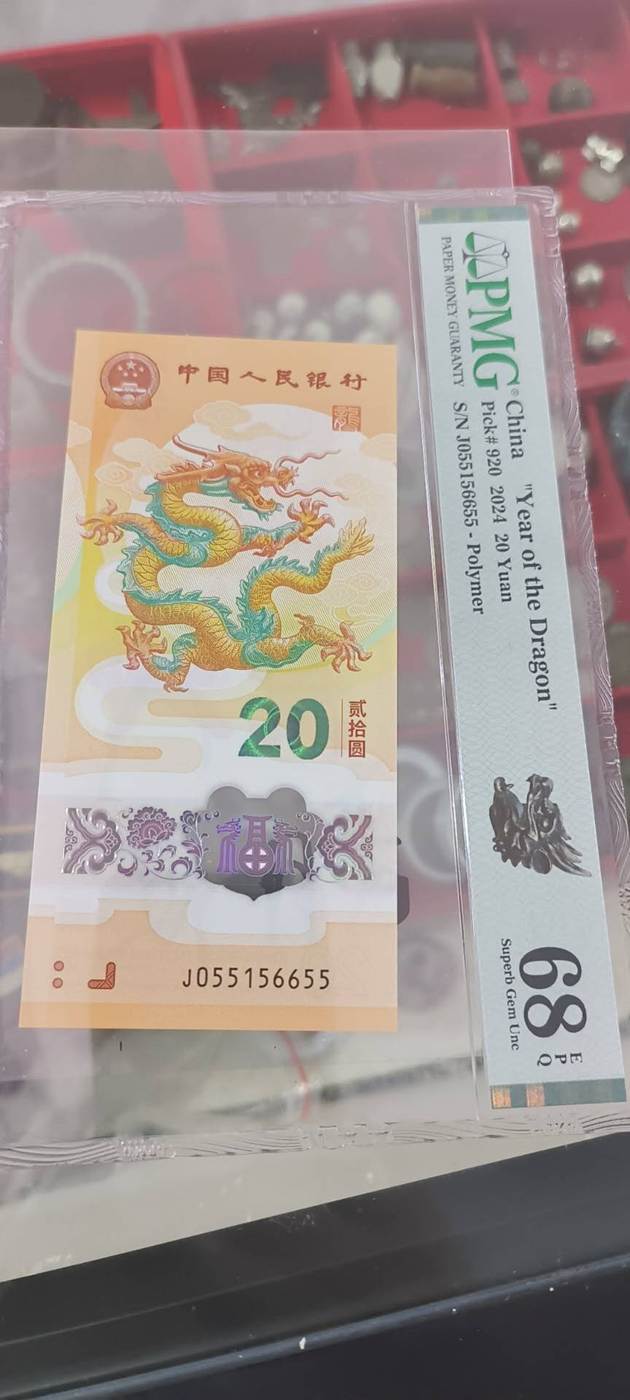 中国人民银行
20
贰拾圆
福
J055156655
PMG®
PAPER MONEY GUARANTY
China "Year of the Dragon"
Pick# 920 2024 20 Yuan
S/N J055156655 - Polymer
68
EPQ
Superb Gem Unc